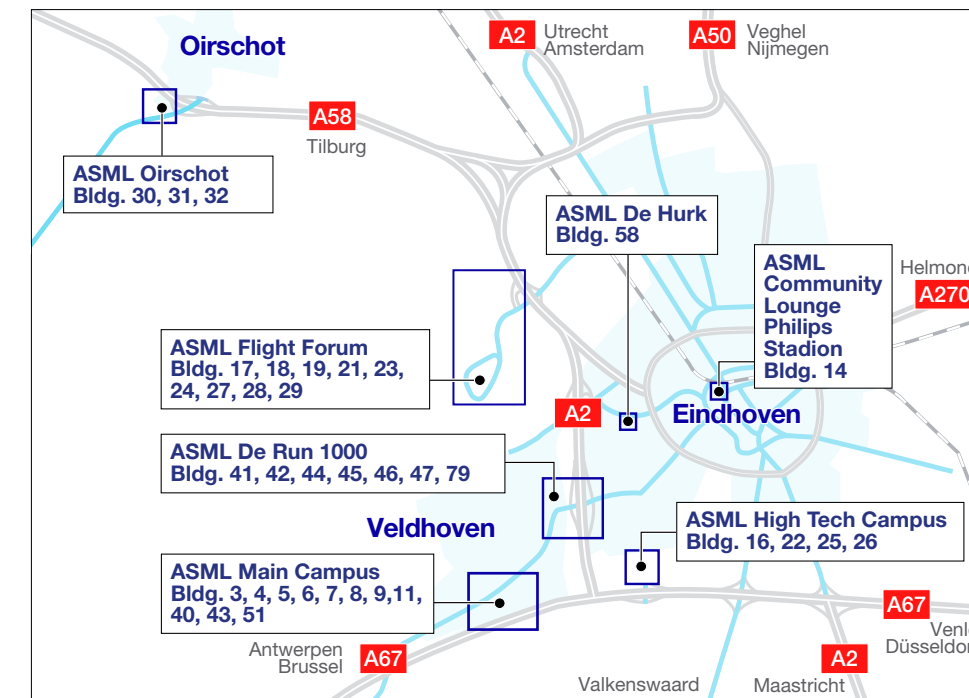 Oirschot
A2
Utrecht
Amsterdam
A50
Veghel
Nijmegen
A58
Tilburg
ASML Oirschot
Bldg. 30, 31, 32
ASML De Hurk
Bldg. 58
ASML
Community
Lounge
Philips
Stadion
Bldg. 14
Helmon
A270
ASML Flight Forum
Bldg. 17, 18, 19, 21, 23,
24, 27, 28, 29
A2
Eindhoven
ASML De Run 1000
Bldg. 41, 42, 44, 45, 46, 47, 79
Veldhoven
ASML High Tech Campus
Bldg. 16, 22, 25, 26
ASML Main Campus
Bldg. 3, 4, 5, 6, 7, 8, 9,11,
40, 43, 51
A67
Venl
Düsseldor
Antwerpen
Brussel
A67
A2
Valkenswaard
Maastricht